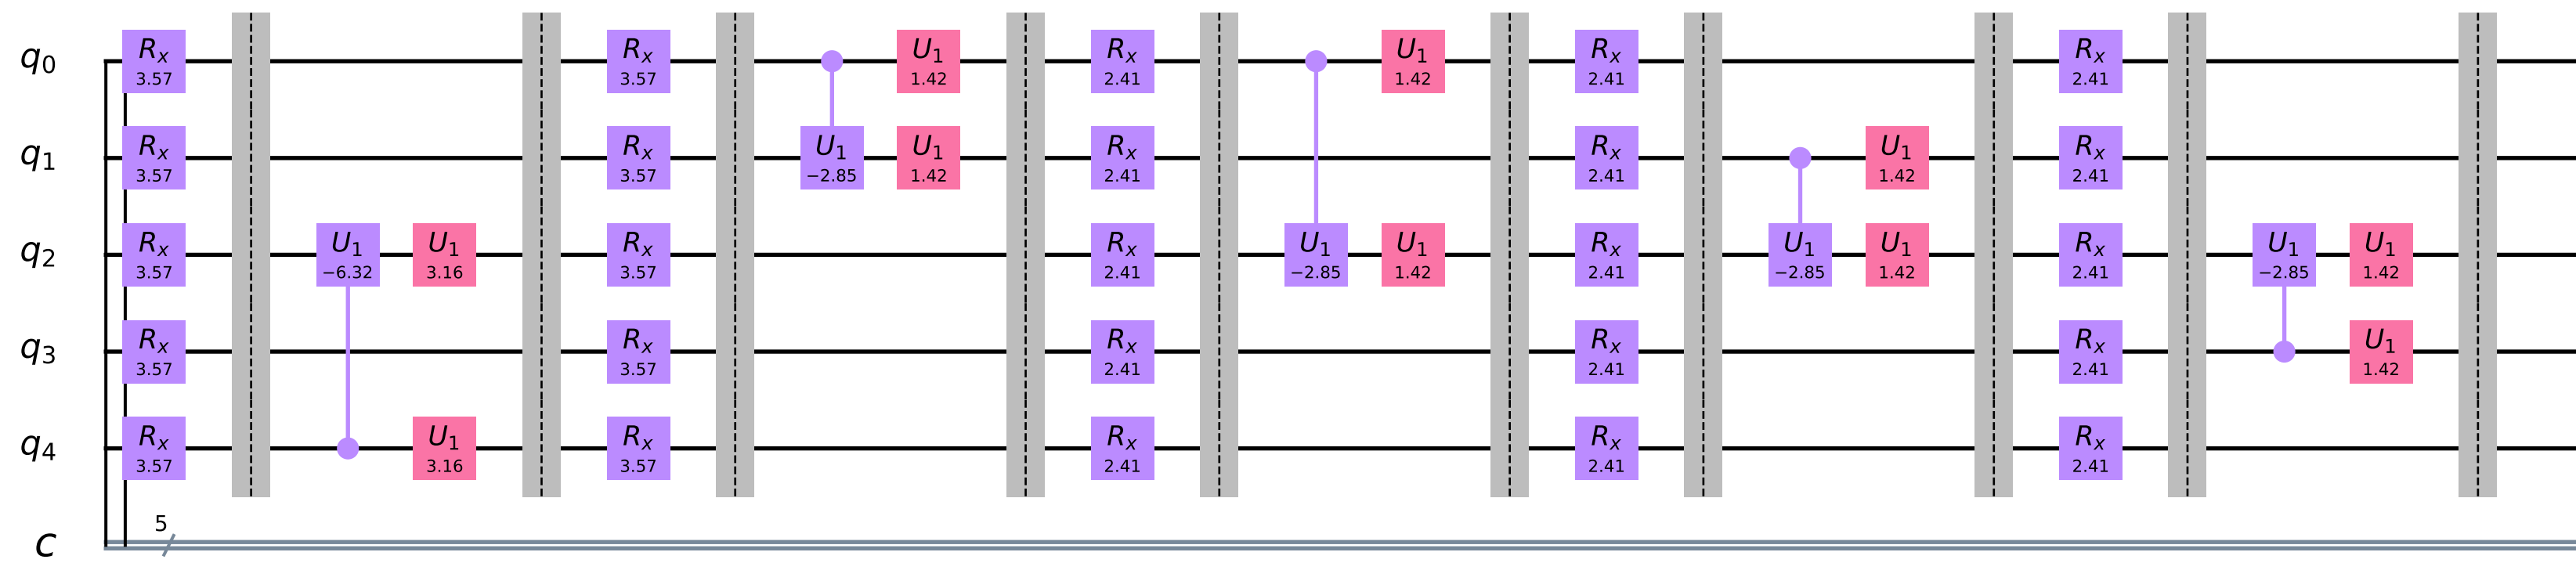 q0 Rx 3.57 Rx 3.57 U1 1.42 Rx 2.41 U1 1.42 Rx 2.41 Rx 2.41
q1 Rx 3.57 Rx 3.57 U1 −2.85 U1 1.42 Rx 2.41 Rx 2.41 U1 1.42 Rx 2.41
q2 Rx 3.57 U1 −6.32 U1 3.16 Rx 3.57 Rx 2.41 U1 −2.85 U1 1.42 Rx 2.41 U1 −2.85 U1 1.42 Rx 2.41 U1 −2.85 U1 1.42
q3 Rx 3.57 Rx 3.57 Rx 2.41 Rx 2.41 Rx 2.41 U1 1.42
q4 Rx 3.57 U1 3.16 Rx 3.57 Rx 2.41 Rx 2.41 Rx 2.41
c 5